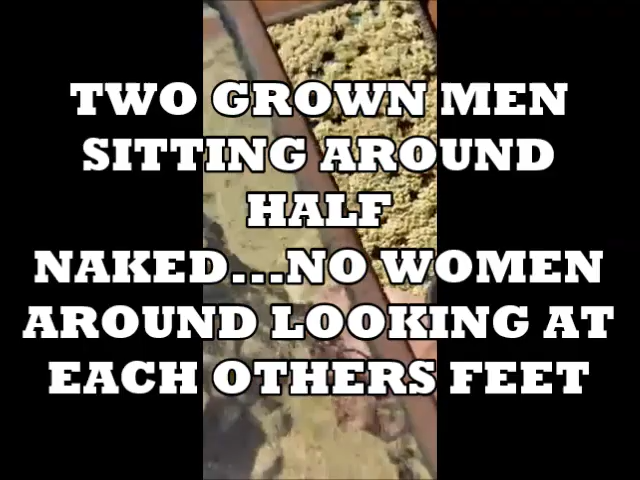 TWO GROWN MEN
SITTING AROUND
HALF
NAKED...NO WOMEN
AROUND LOOKING AT
EACH OTHERS FEET